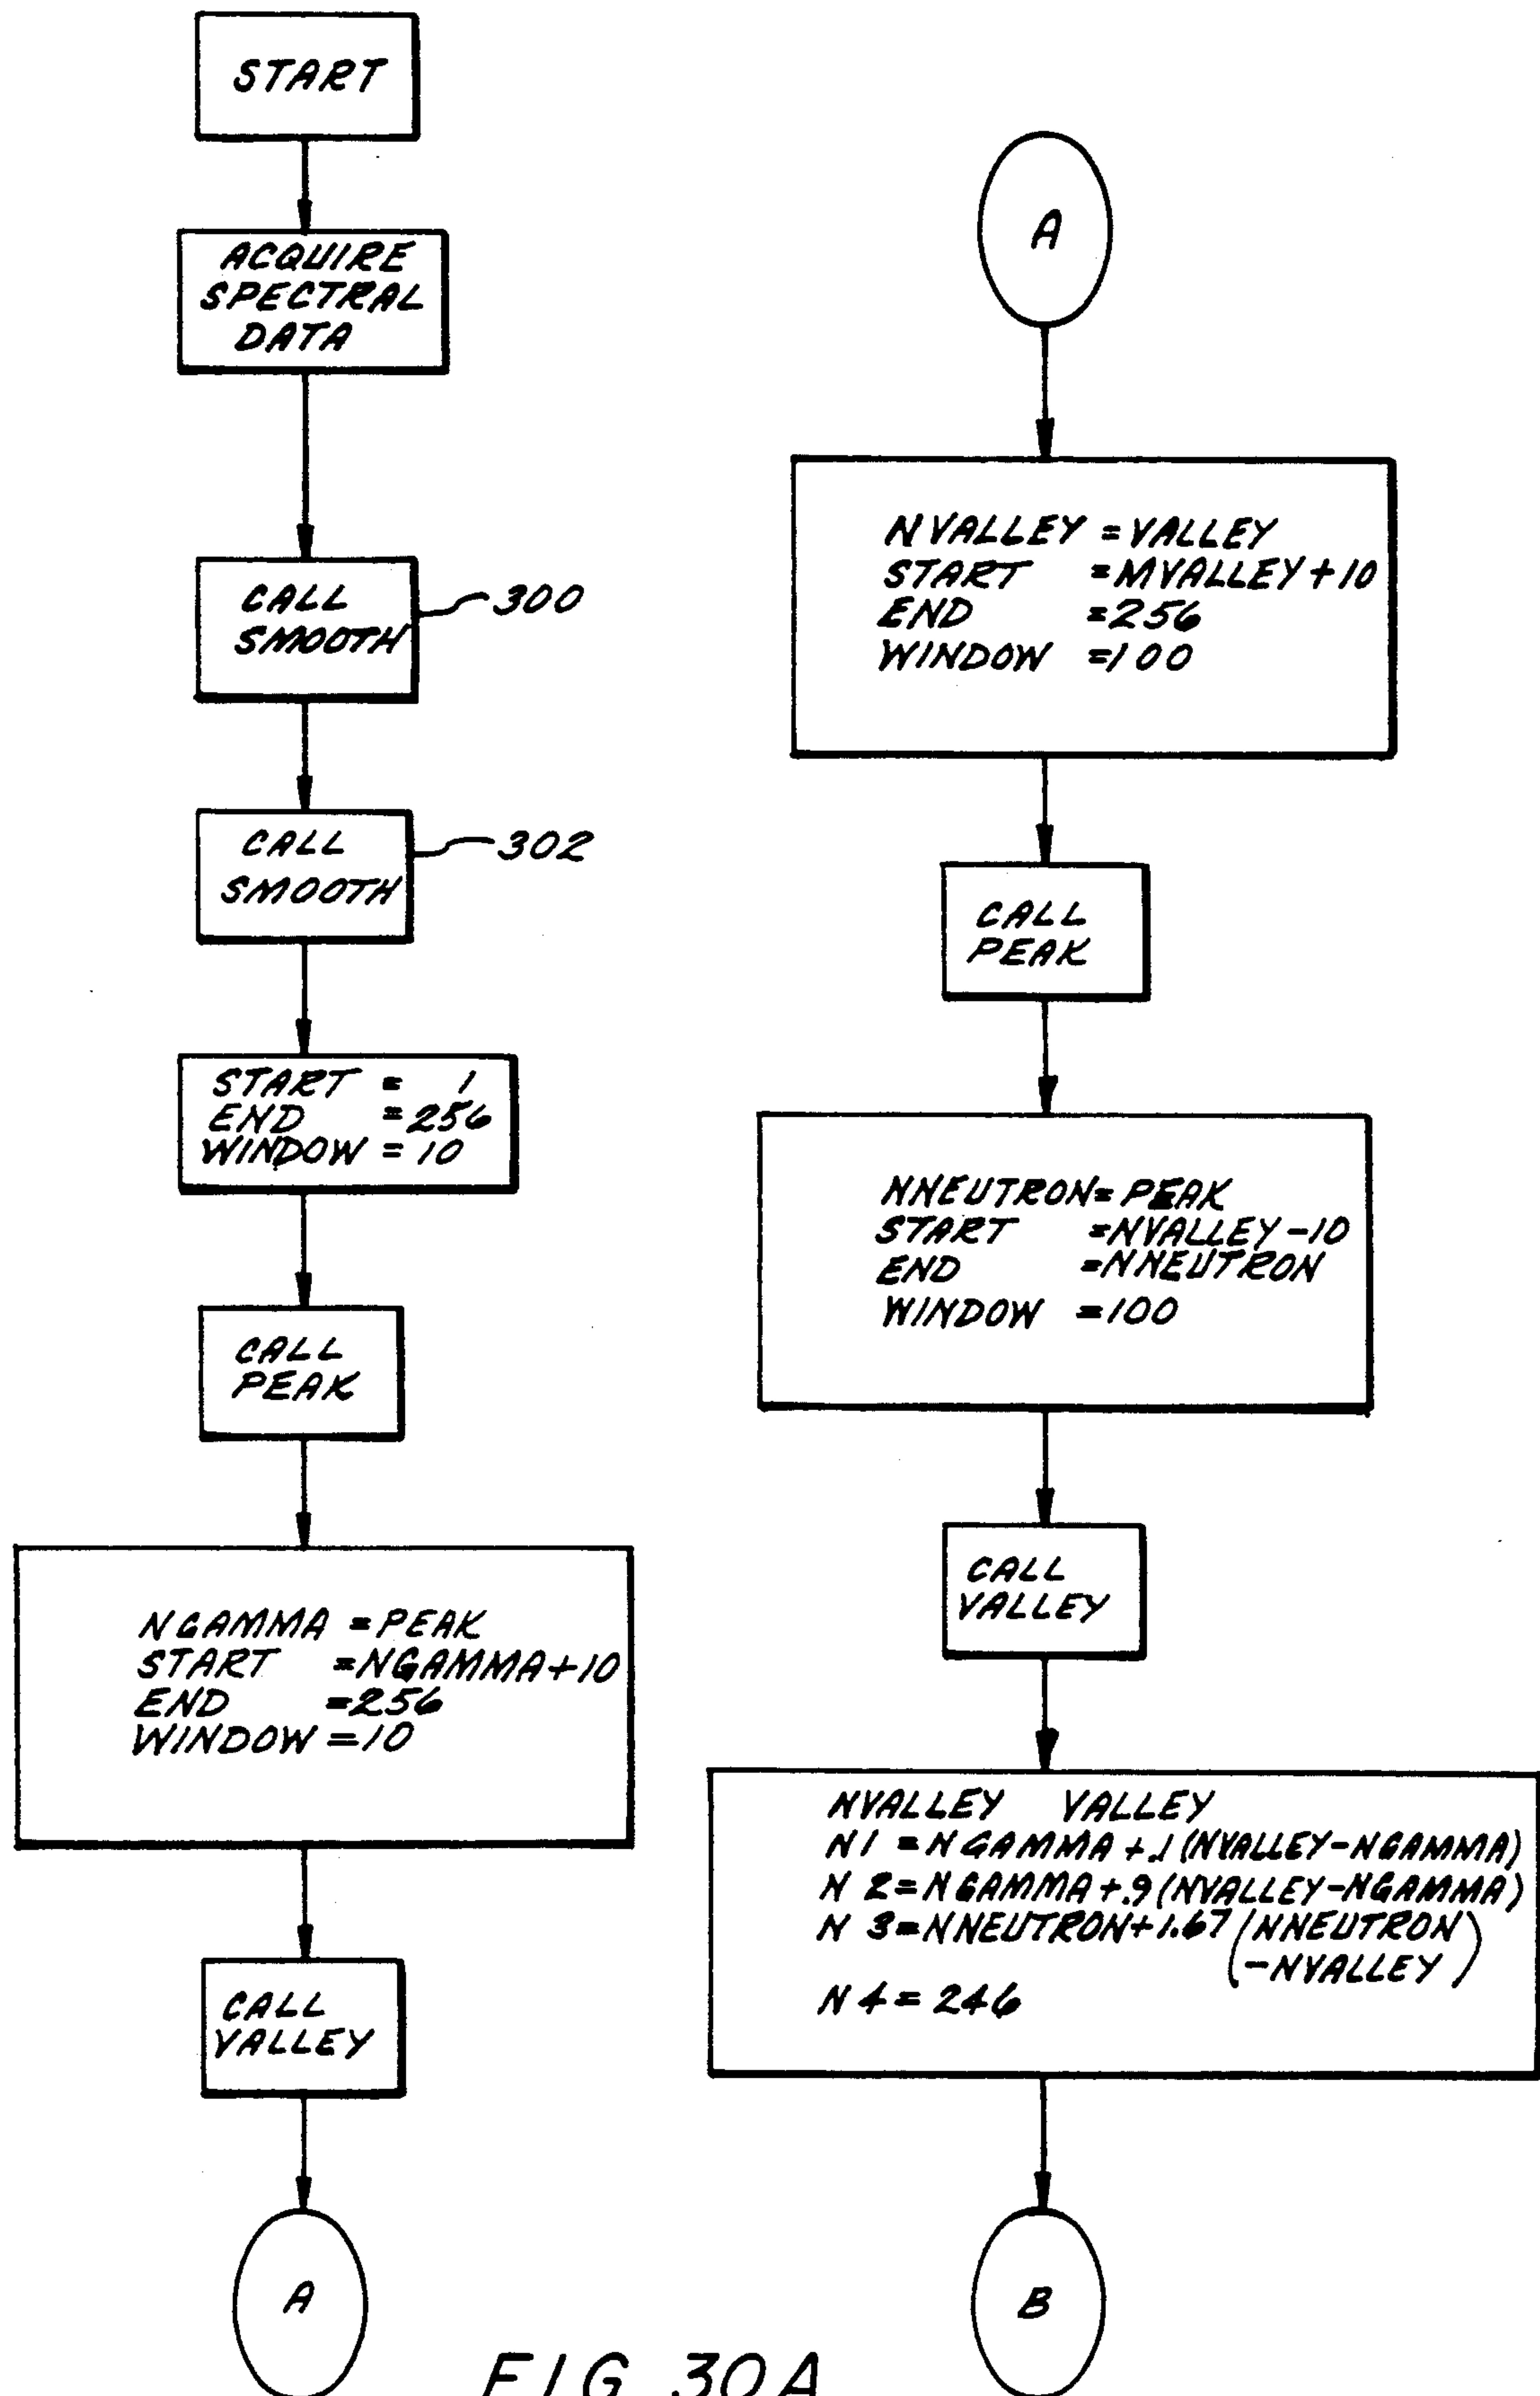 START
ACQUIRE
SPECTRAL
DATA
CALL
SMOOTH
300
CALL
SMOOTH
302
START = 1
END = 256
WINDOW = 10
CALL
PEAK
NGAMMA = PEAK
START = NGAMMA+10
END = 256
WINDOW = 10
CALL
VALLEY
A
A
NVALLEY = VALLEY
START = MVALLEY+10
END = 256
WINDOW = 100
CALL
PEAK
NNEUTRON = PEAK
START = NVALLEY-10
END = NNEUTRON
WINDOW = 100
CALL
VALLEY
NVALLEY VALLEY
N1 = NGAMMA +.1 (NVALLEY-NGAMMA)
N 2 = NGAMMA+.9 (NVALLEY-NGAMMA)
N 3 = NNEUTRON+1.67 (NNEUTRON
-NVALLEY)
N 4 = 246
B
FIG. 30A